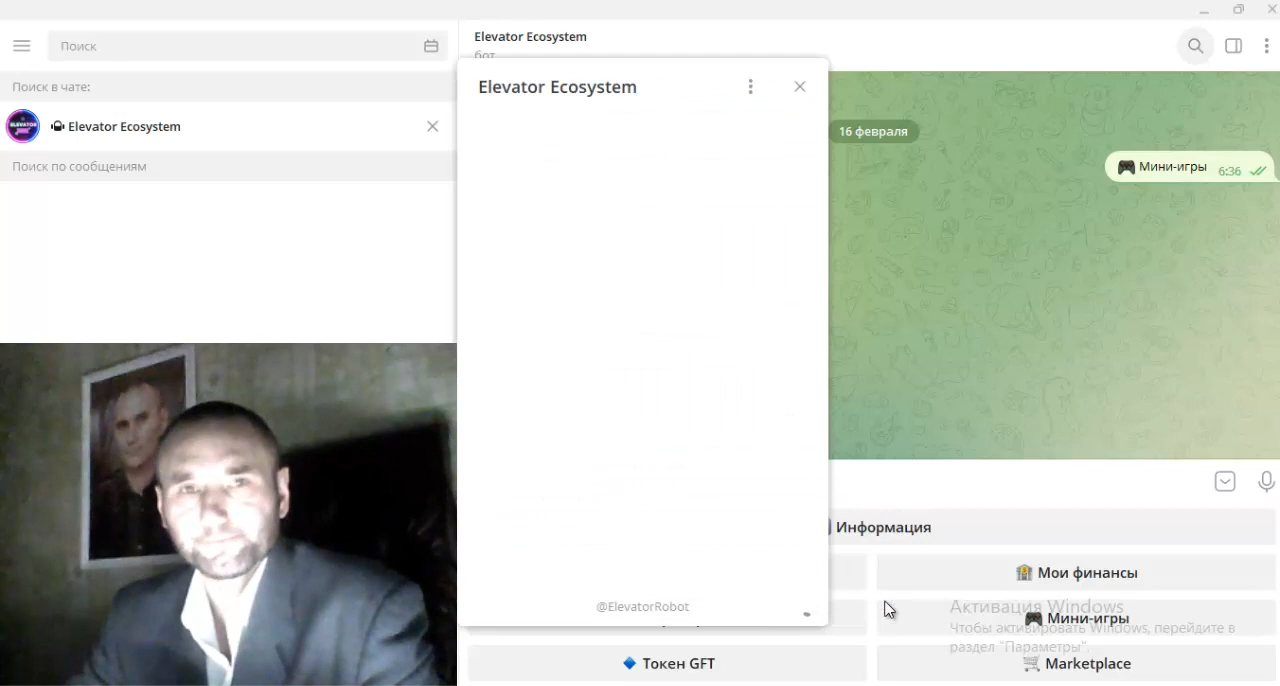 Поиск
Поиск в чате:
Elevator Ecosystem
Поиск по сообщениям
Elevator Ecosystem
бот
Elevator Ecosystem
@ElevatorRobot
16 февраля
Мини-игры 6:36
Информация
Мои финансы
Мини-игры
Токен GFT
Marketplace
Активация Windows
Чтобы активировать Windows, перейдите в
раздел "Параметры".